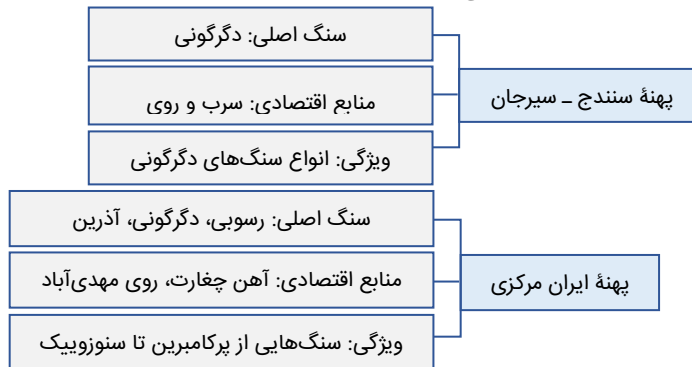 سنگ اصلی: دگرگونی
پهنهٔ سنندج ــ سیرجان
منابع اقتصادی: سرب و روی
ویژگی: انواع سنگ‌های دگرگونی
سنگ اصلی: رسوبی، دگرگونی، آذرین
پهنهٔ ایران مرکزی
منابع اقتصادی: آهن چغارت، روی مهدی‌آباد
ویژگی: سنگ‌هایی از پرکامبرین تا سنوزوییک